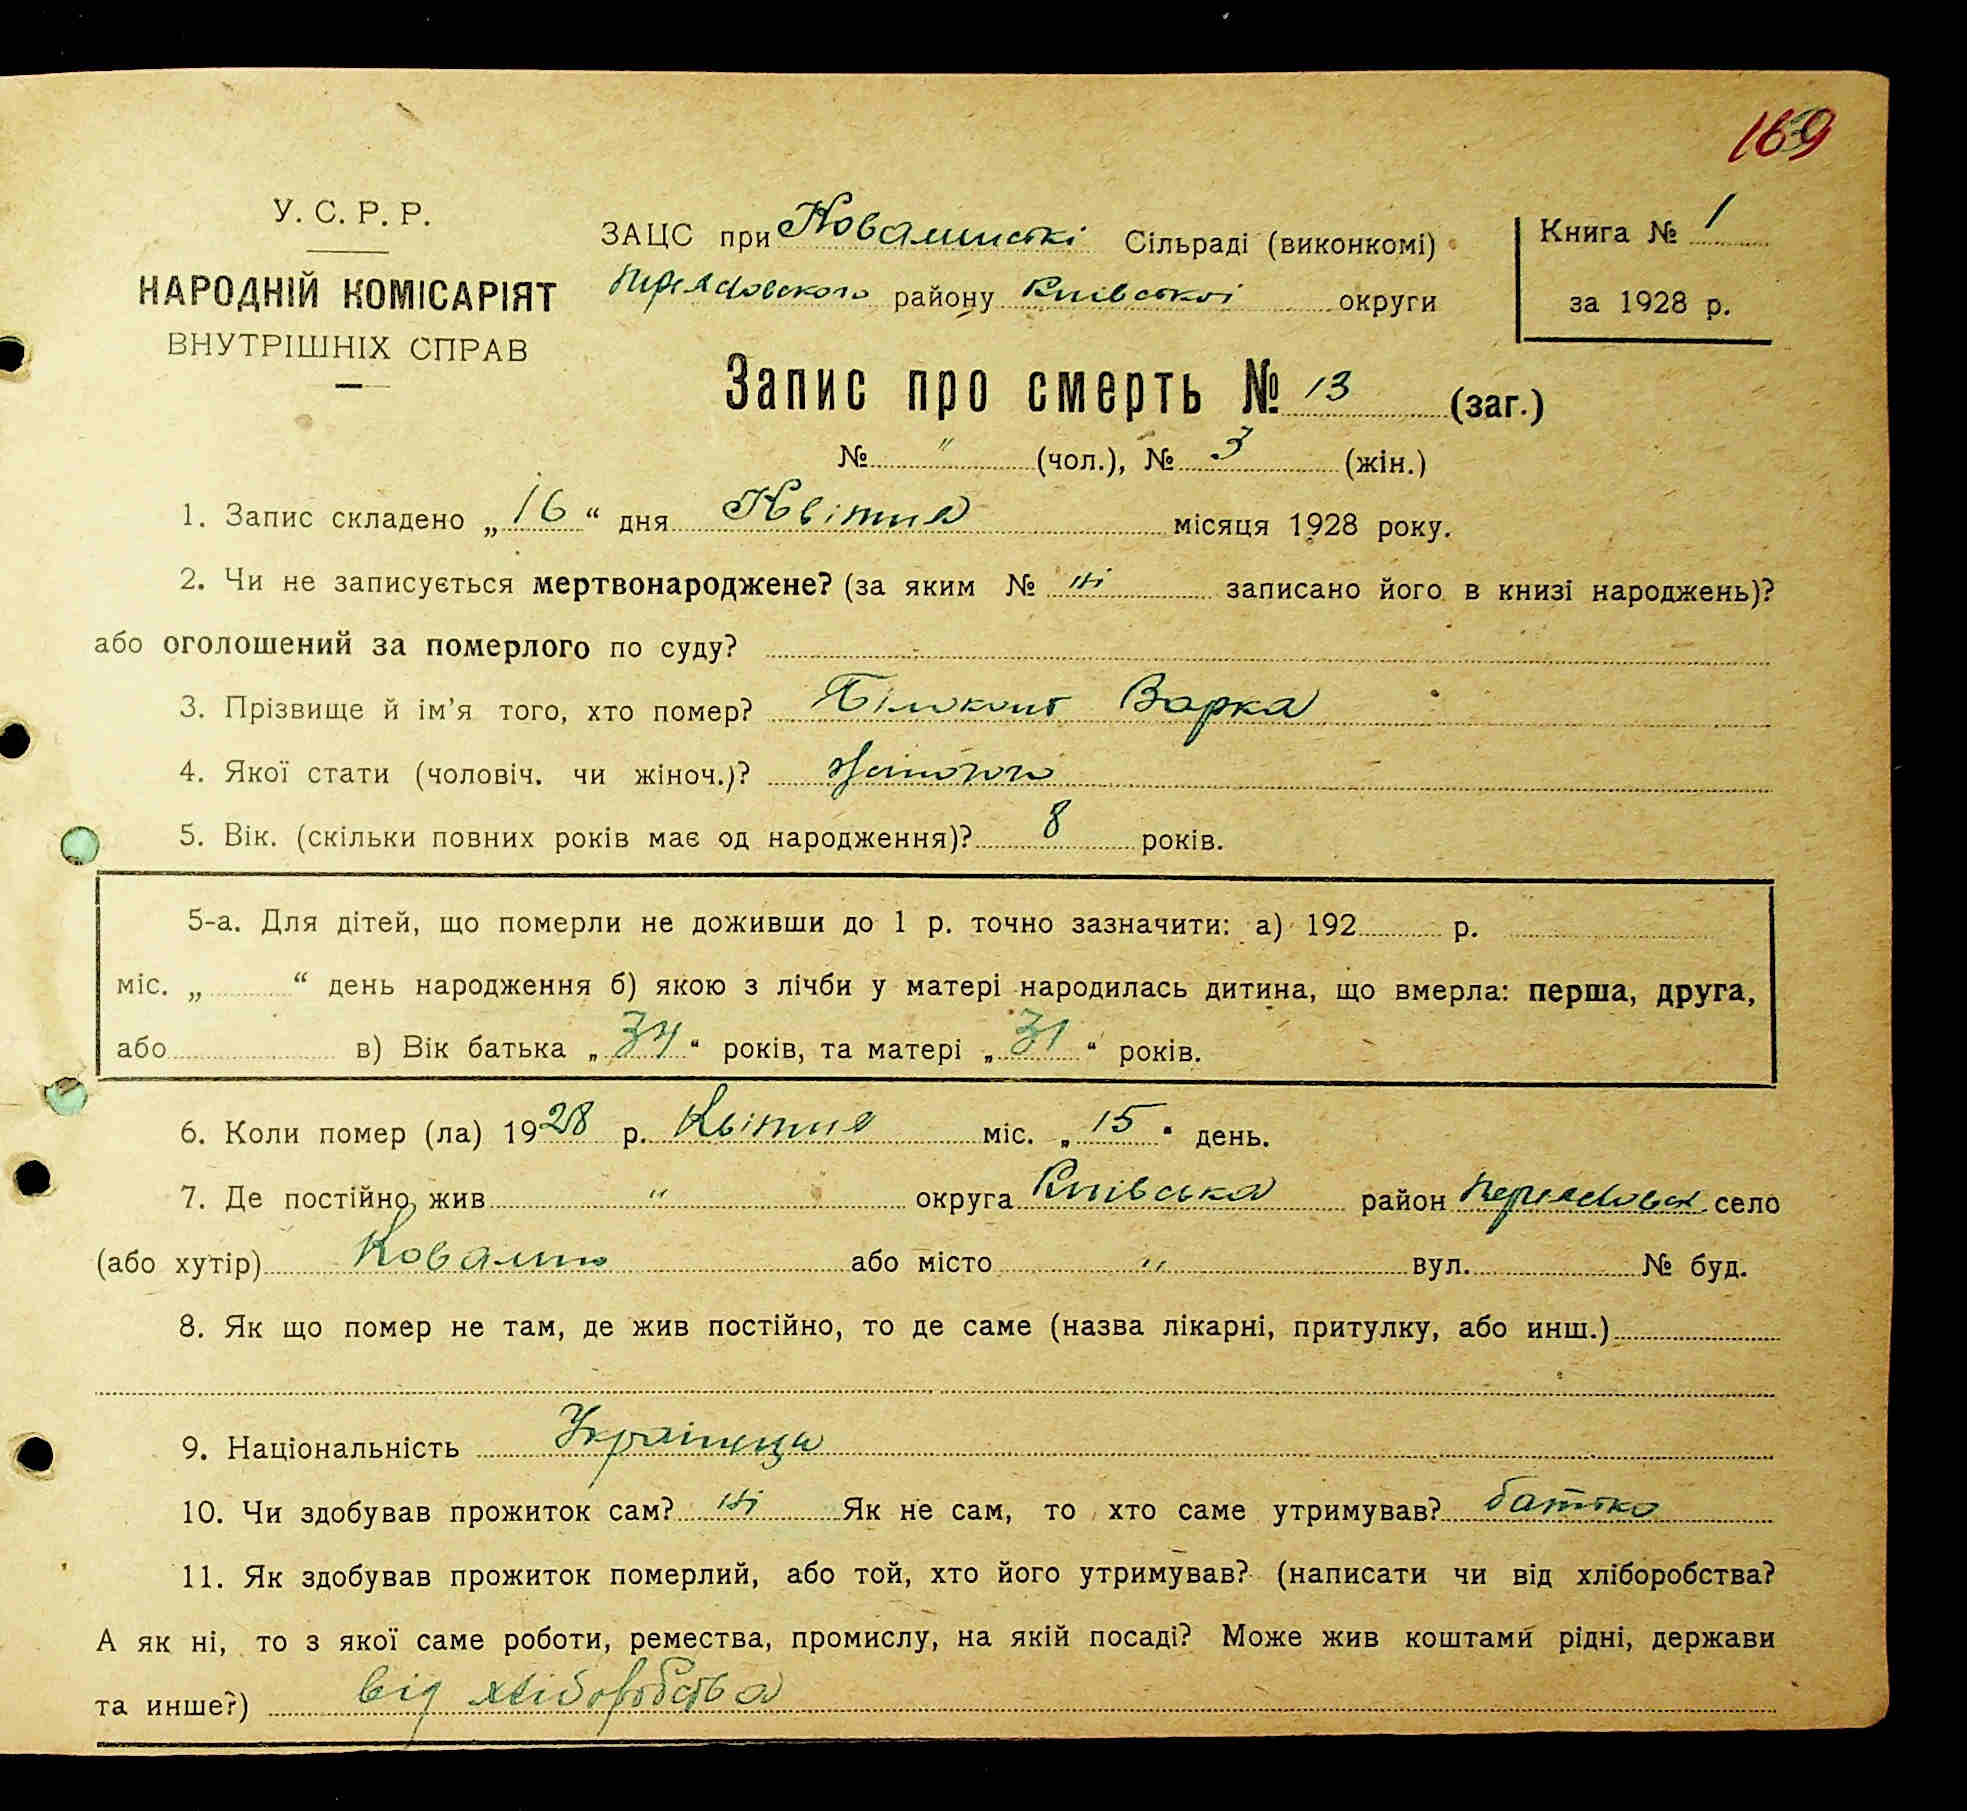 169
У. С. Р. Р.
НАРОДНІЙ КОМІСАРІЯТ
ВНУТРІШНІХ СПРАВ
ЗАЦС при Ковалинські Сільраді (виконкомі)
району Київської округи
Книга № 1
за 1928 р.
Запис про смерть № 13 (заг.)
№ " (чол.), № 3 (жін.)
1. Запис складено „16“ дня Квітня місяця 1928 року.
2. Чи не записується мертвонароджене? (за яким № ні записано його в книзі народжень)?
або оголошений за померлого по суду?
3. Прізвище й ім'я того, хто помер? Білоконт Варка
4. Якої стати (чоловіч. чи жіноч.)? жіночого
5. Вік. (скільки повних років має од народження)? 8 років.
5-а. Для дітей, що померли не доживши до 1 р. точно зазначити: а) 192 р.
міс. „ “ день народження б) якою з лічби у матері народилась дитина, що вмерла: перша, друга,
або в) Вік батька „34“ років, та матері „31“ років.
6. Коли помер (ла) 1928 р. Квітня міс. „15“ день.
7. Де постійно жив " округа Київська район село
(або хутір) Ковалин або місто " вул. № буд.
8. Як що помер не там, де жив постійно, то де саме (назва лікарні, притулку, або инш.)
9. Національність Українець
10. Чи здобував прожиток сам? ні Як не сам, то хто саме утримував? батько
11. Як здобував прожиток померлий, або той, хто його утримував? (написати чи від хліборобства?
А як ні, то з якої саме роботи, ремества, промислу, на якій посаді? Може жив коштами рідні, держави
та инше?) від хліборобства